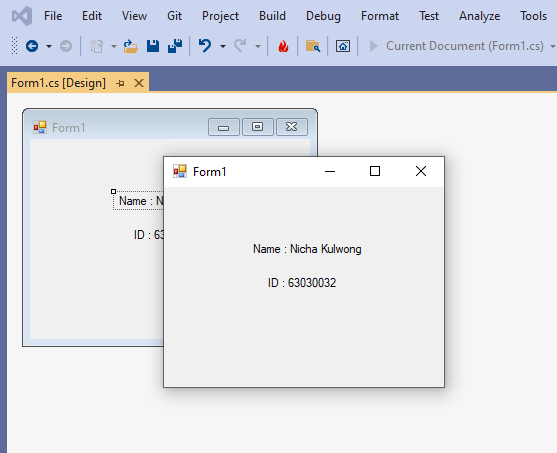 File Edit View Git Project Build Debug Format Test Analyze Tools
Current Document (Form1.cs)
Form1.cs [Design]
Form1
Name : N
ID : 63
Form1
Name : Nicha Kulwong
ID : 63030032